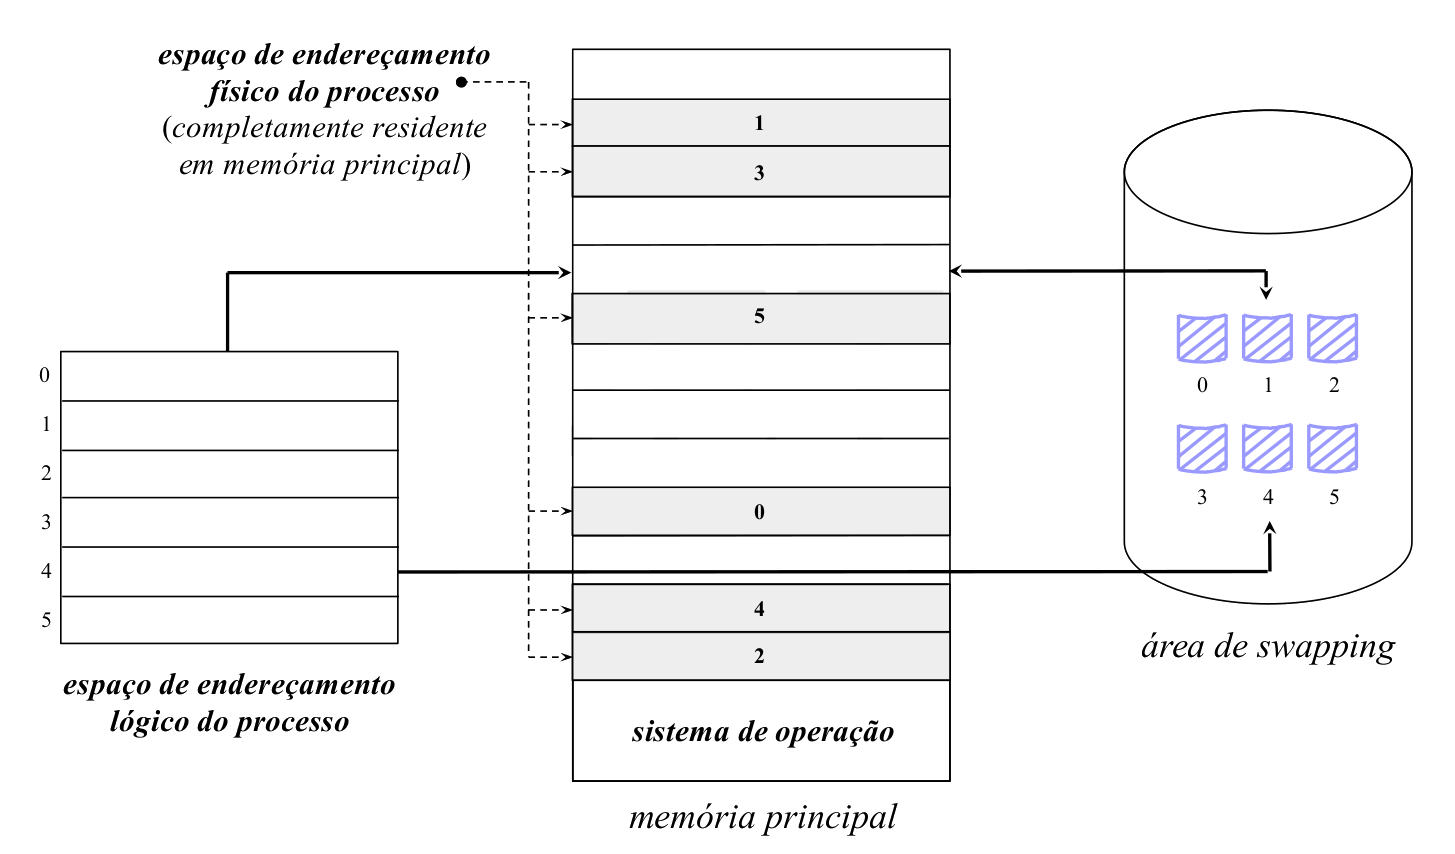 espaço de endereçamento
físico do processo
(completamente residente
em memória principal)
1
3
5
0
4
2
sistema de operação
memória principal
0
1
2
3
4
5
espaço de endereçamento
lógico do processo
0 1 2
3 4 5
área de swapping